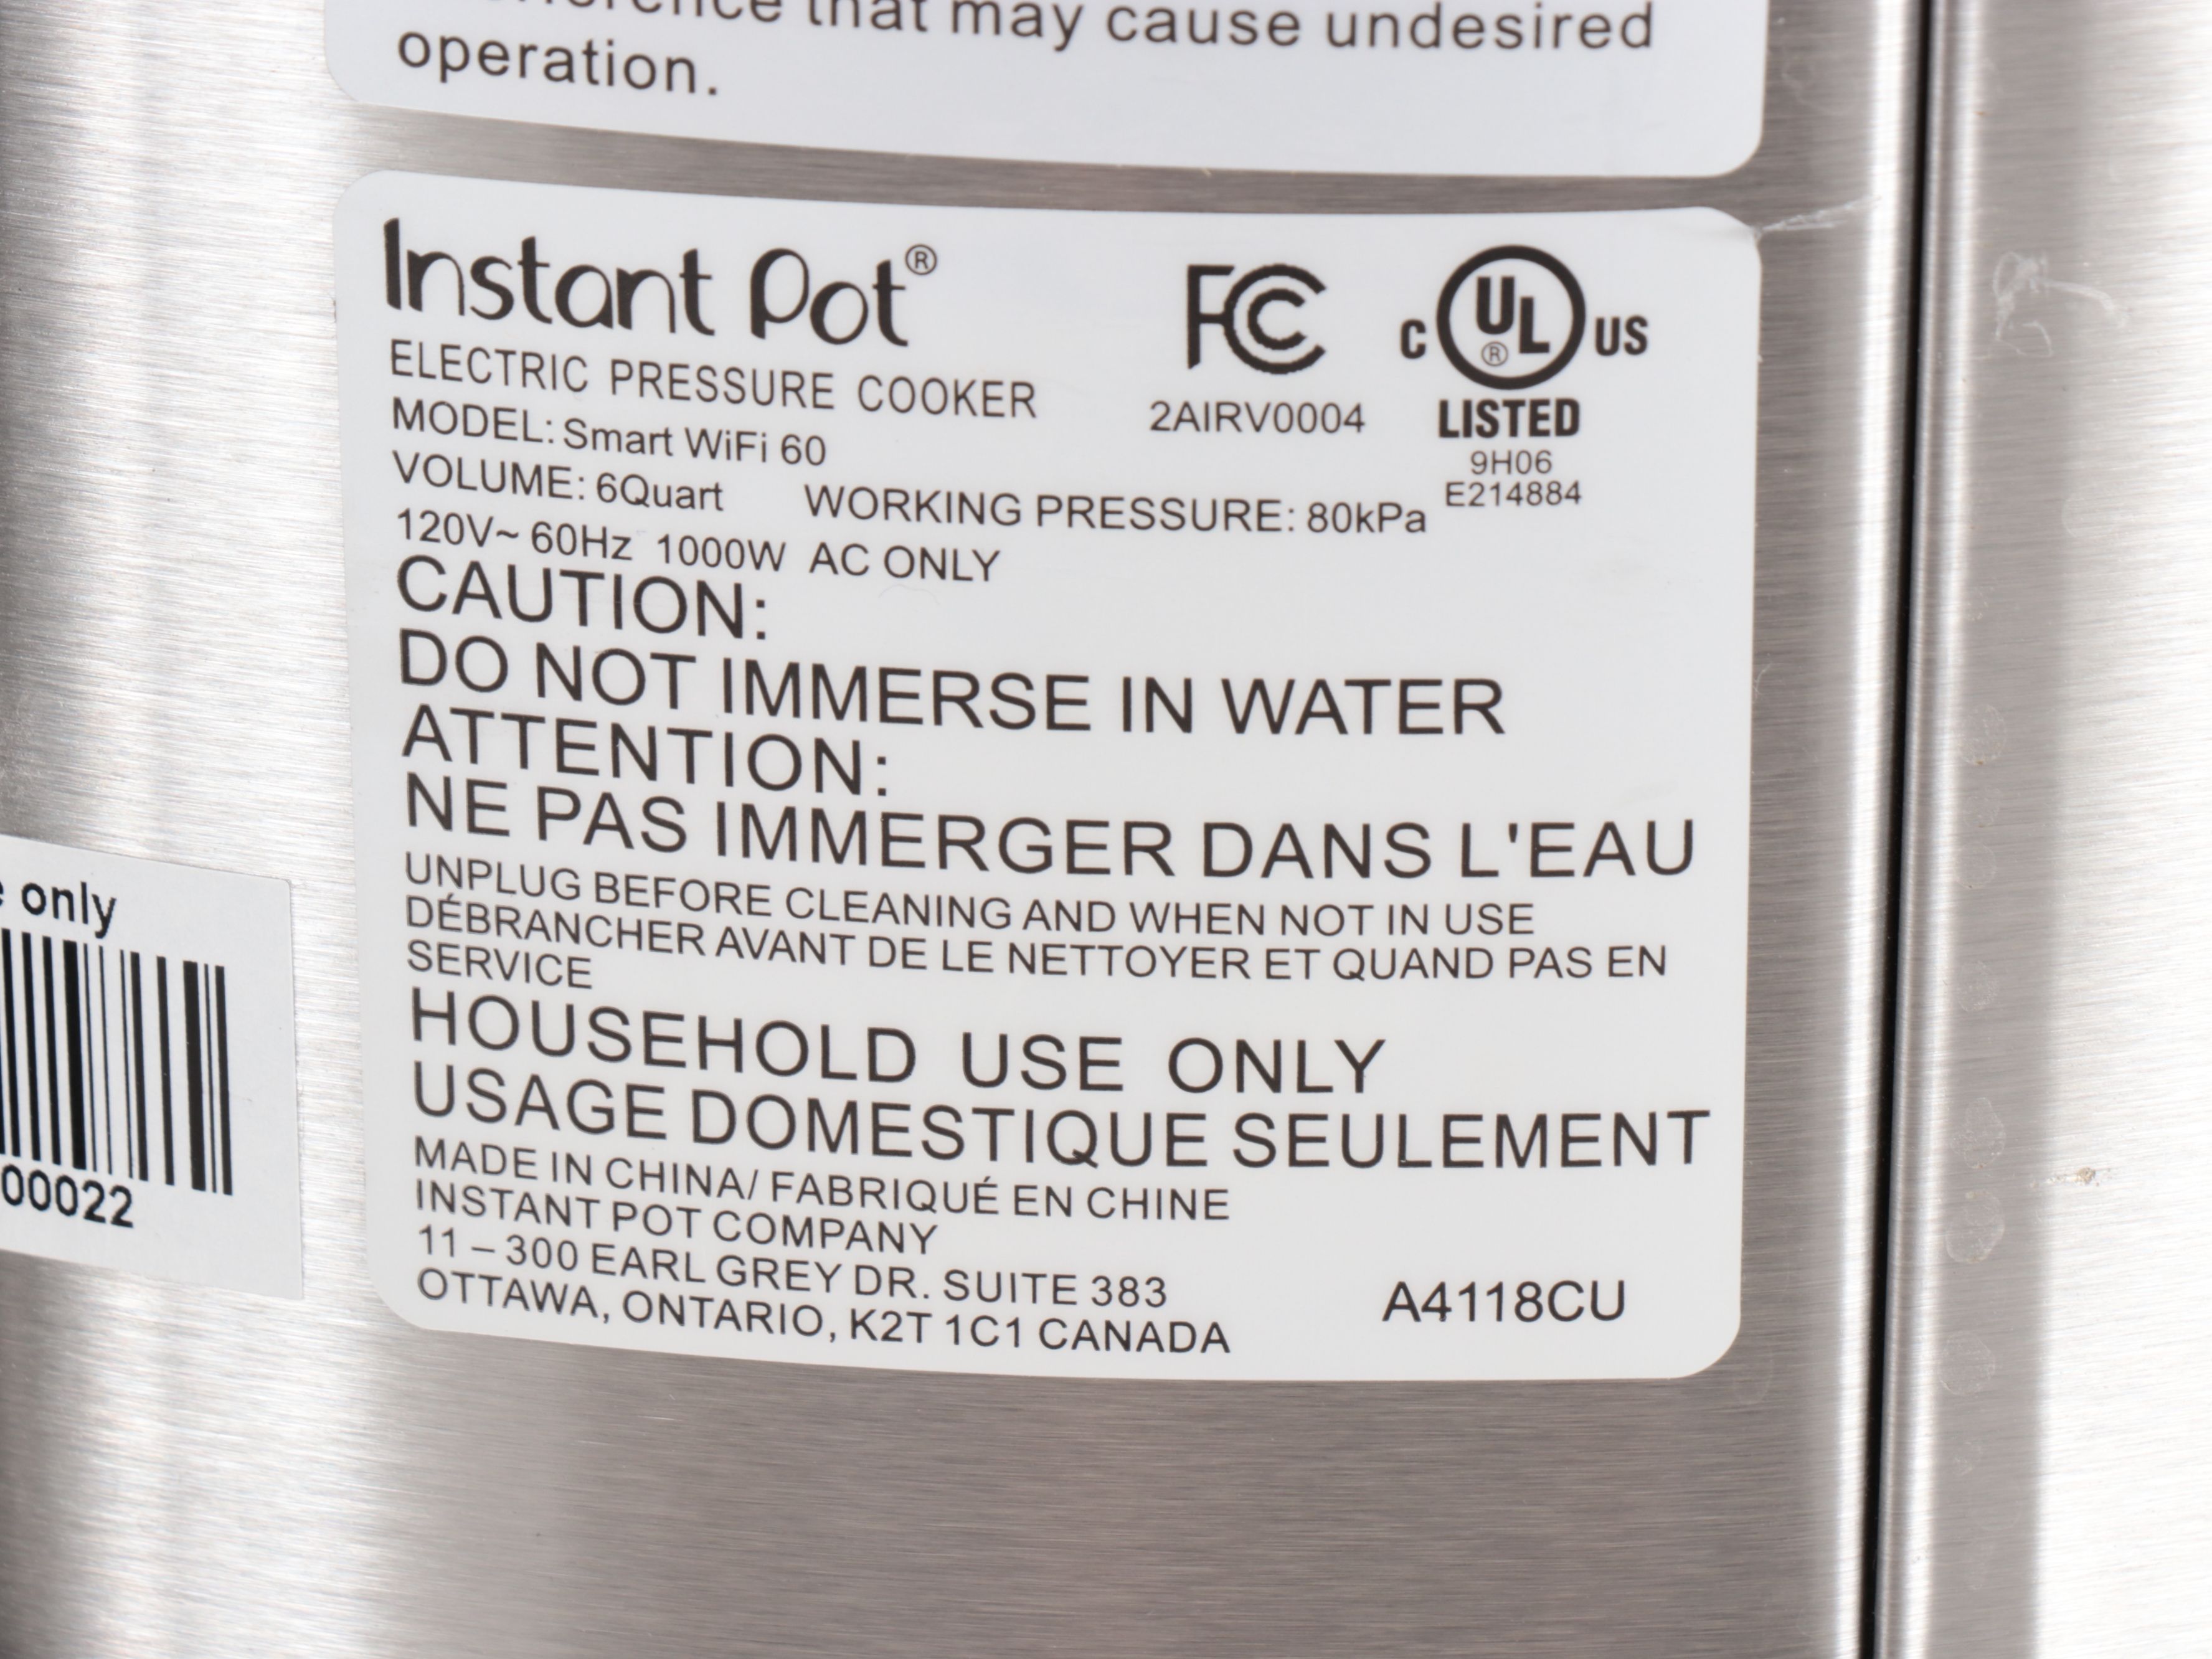 that may cause undesired
operation.
Instant Pot®
ELECTRIC PRESSURE COOKER
MODEL: Smart WiFi 60
VOLUME: 6Quart WORKING PRESSURE: 80kPa
120V~ 60Hz 1000W AC ONLY
FC
2AIRV0004
C UL® US
LISTED
9H06
E214884
CAUTION:
DO NOT IMMERSE IN WATER
ATTENTION:
NE PAS IMMERGER DANS L'EAU
UNPLUG BEFORE CLEANING AND WHEN NOT IN USE
DÉBRANCHER AVANT DE LE NETTOYER ET QUAND PAS EN
SERVICE
HOUSEHOLD USE ONLY
USAGE DOMESTIQUE SEULEMENT
MADE IN CHINA/ FABRIQUÉ EN CHINE
INSTANT POT COMPANY
11 – 300 EARL GREY DR. SUITE 383
OTTAWA, ONTARIO, K2T 1C1 CANADA
A4118CU
only
00022